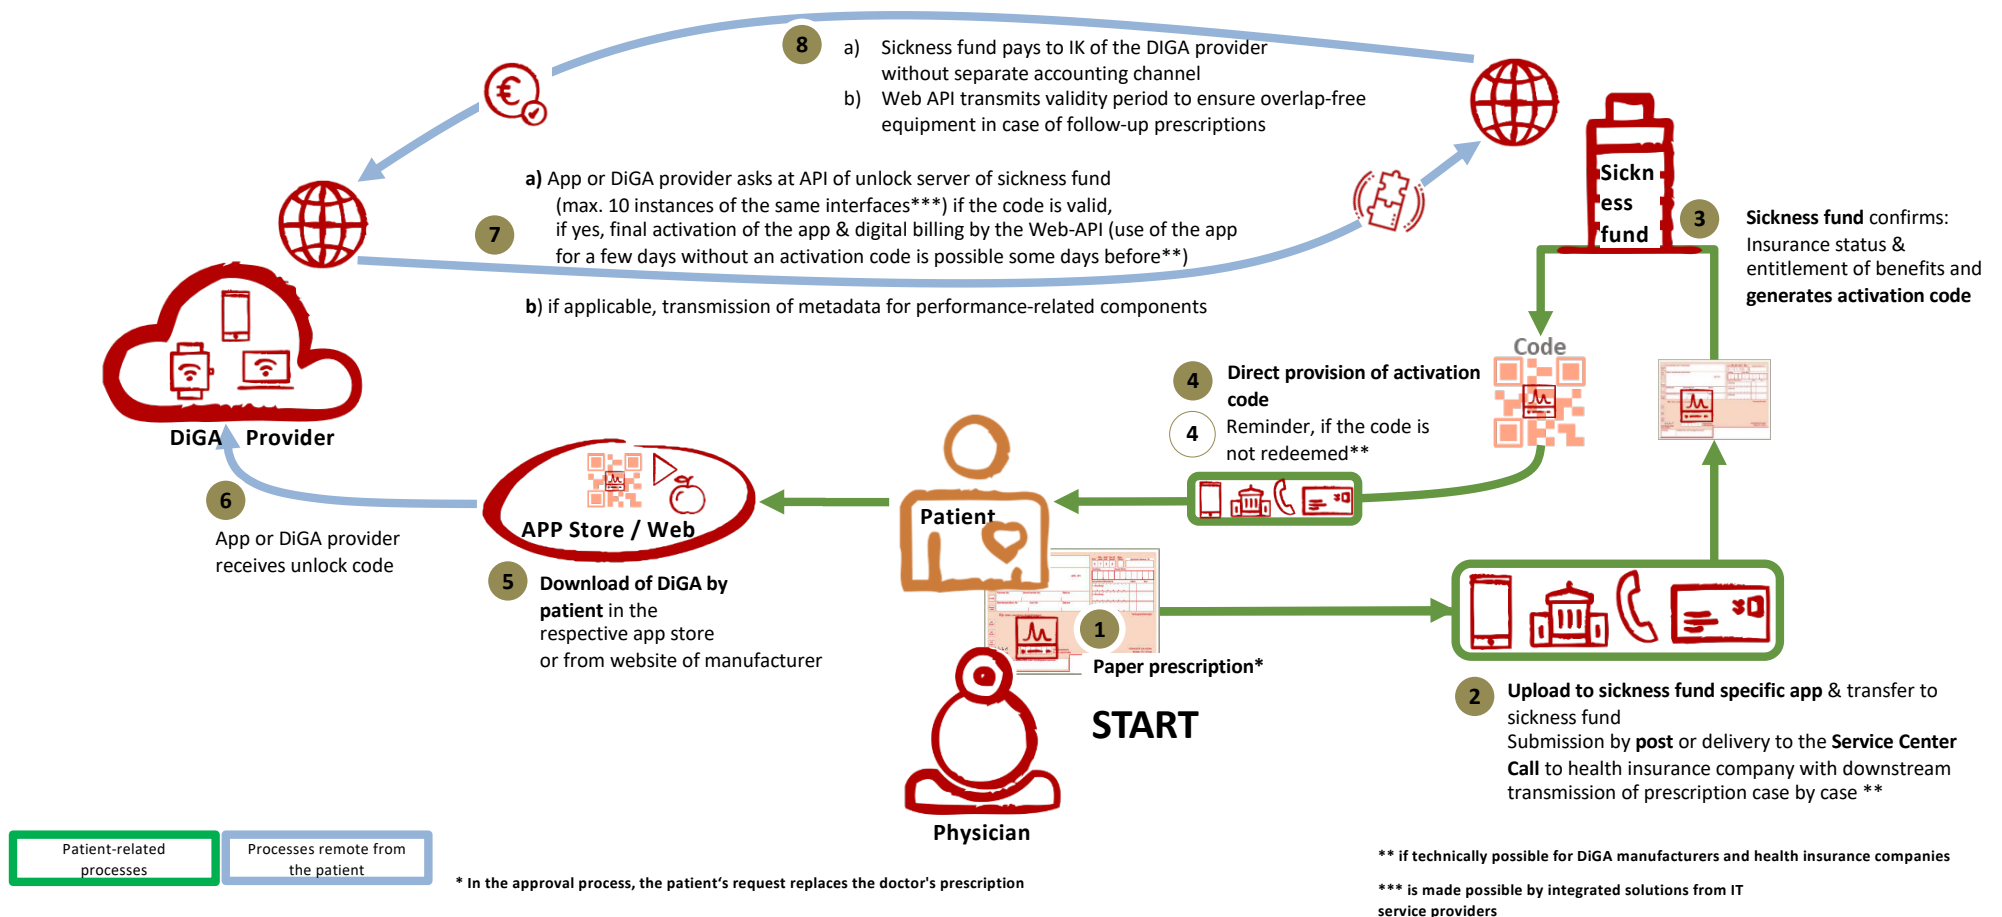 8
a) Sickness fund pays to IK of the DIGA provider
without separate accounting channel
b) Web API transmits validity period to ensure overlap-free
equipment in case of follow-up prescriptions
7
a) App or DiGA provider asks at API of unlock server of sickness fund
(max. 10 instances of the same interfaces***) if the code is valid,
if yes, final activation of the app & digital billing by the Web-API (use of the app
for a few days without an activation code is possible some days before**)
b) if applicable, transmission of metadata for performance-related components
Sickn
ess
fund
3
Sickness fund confirms:
Insurance status &
entitlement of benefits and
generates activation code
Code
4
Direct provision of activation
code
4
Reminder, if the code is
not redeemed**
DiGA Provider
6
App or DiGA provider
receives unlock code
APP Store / Web
5
Download of DiGA by
patient in the
respective app store
or from website of manufacturer
Patient
1
Paper prescription*
START
Physician
2
Upload to sickness fund specific app & transfer to
sickness fund
Submission by post or delivery to the Service Center
Call to health insurance company with downstream
transmission of prescription case by case **
Patient-related
processes
Processes remote from
the patient
* In the approval process, the patient‘s request replaces the doctor's prescription
** if technically possible for DiGA manufacturers and health insurance companies
*** is made possible by integrated solutions from IT
service providers